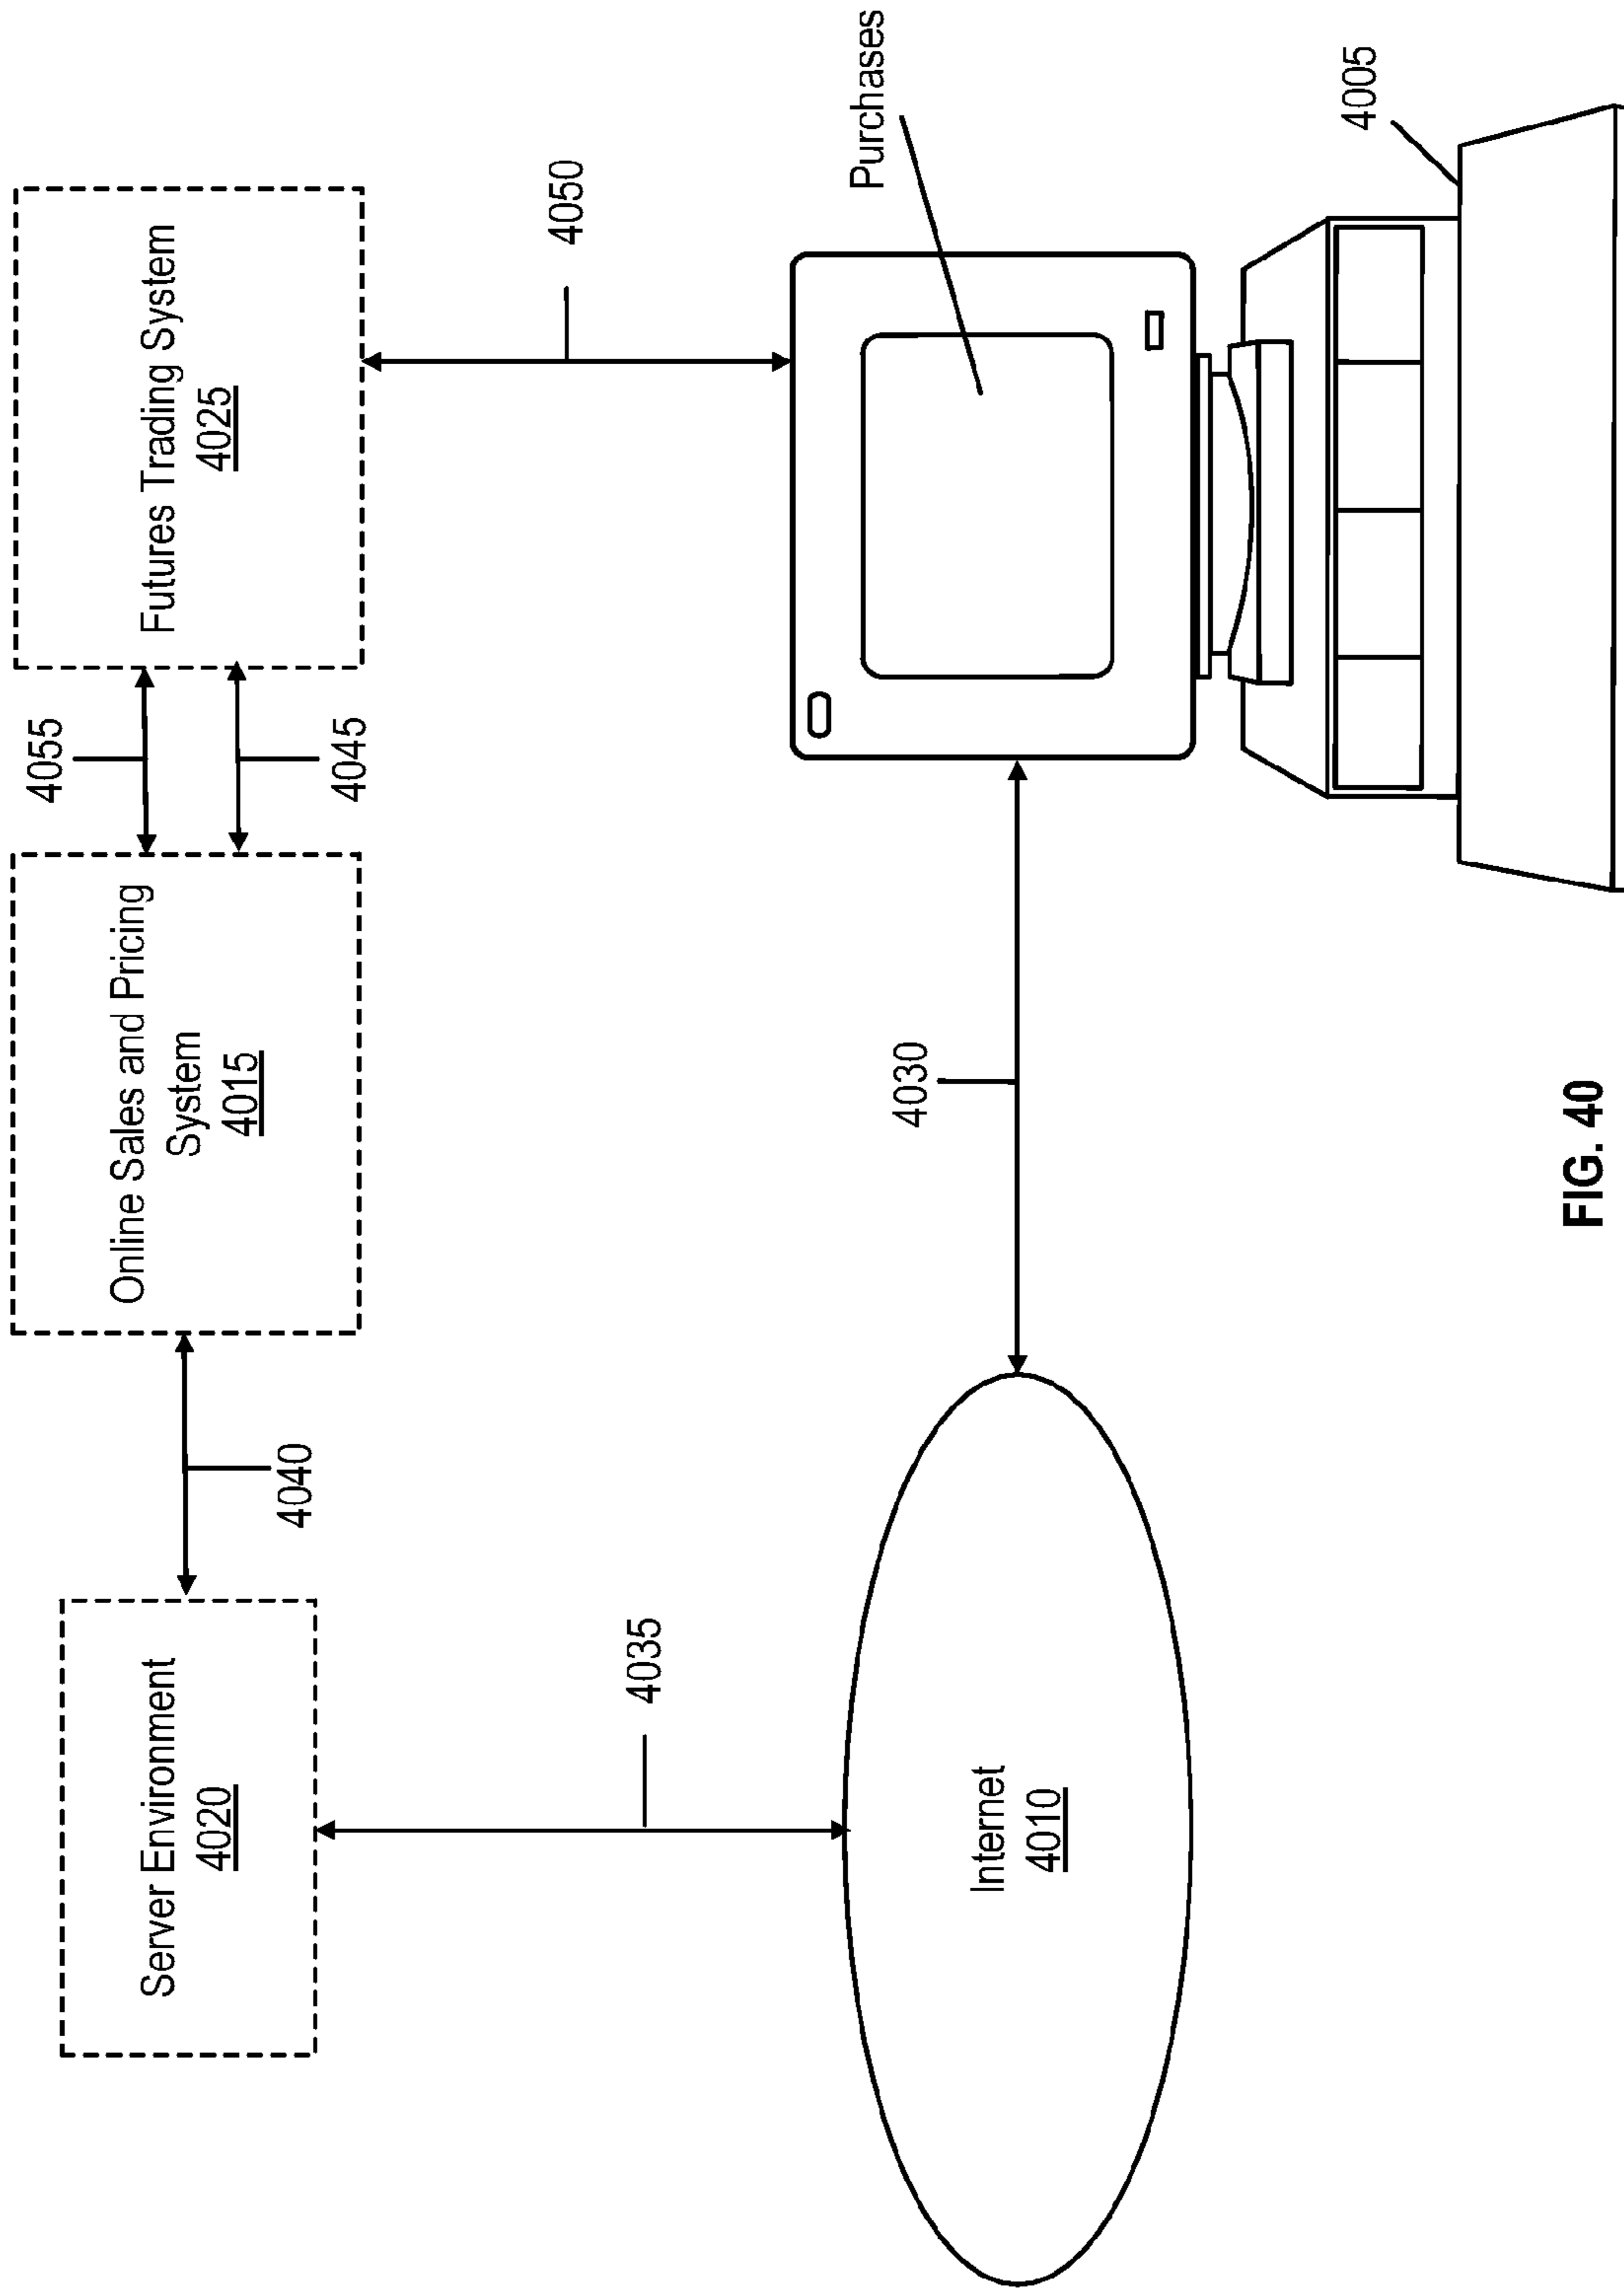 Server Environment
4020
4040
Online Sales and Pricing
System
4015
4055
4045
Futures Trading System
4025
4035
4050
Internet
4010
4030
Purchases
4005
FIG. 40